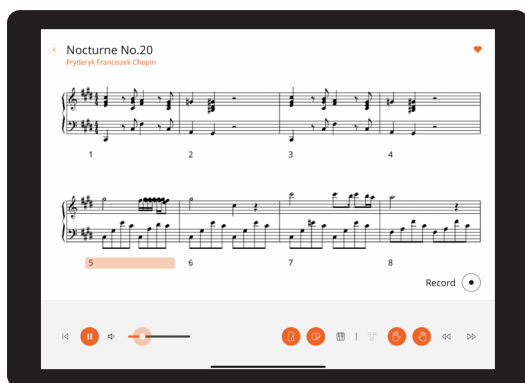 Nocturne No.20
Fryderyk Franciszek Chopin
1 2 3 4
5 6 7 8
Record